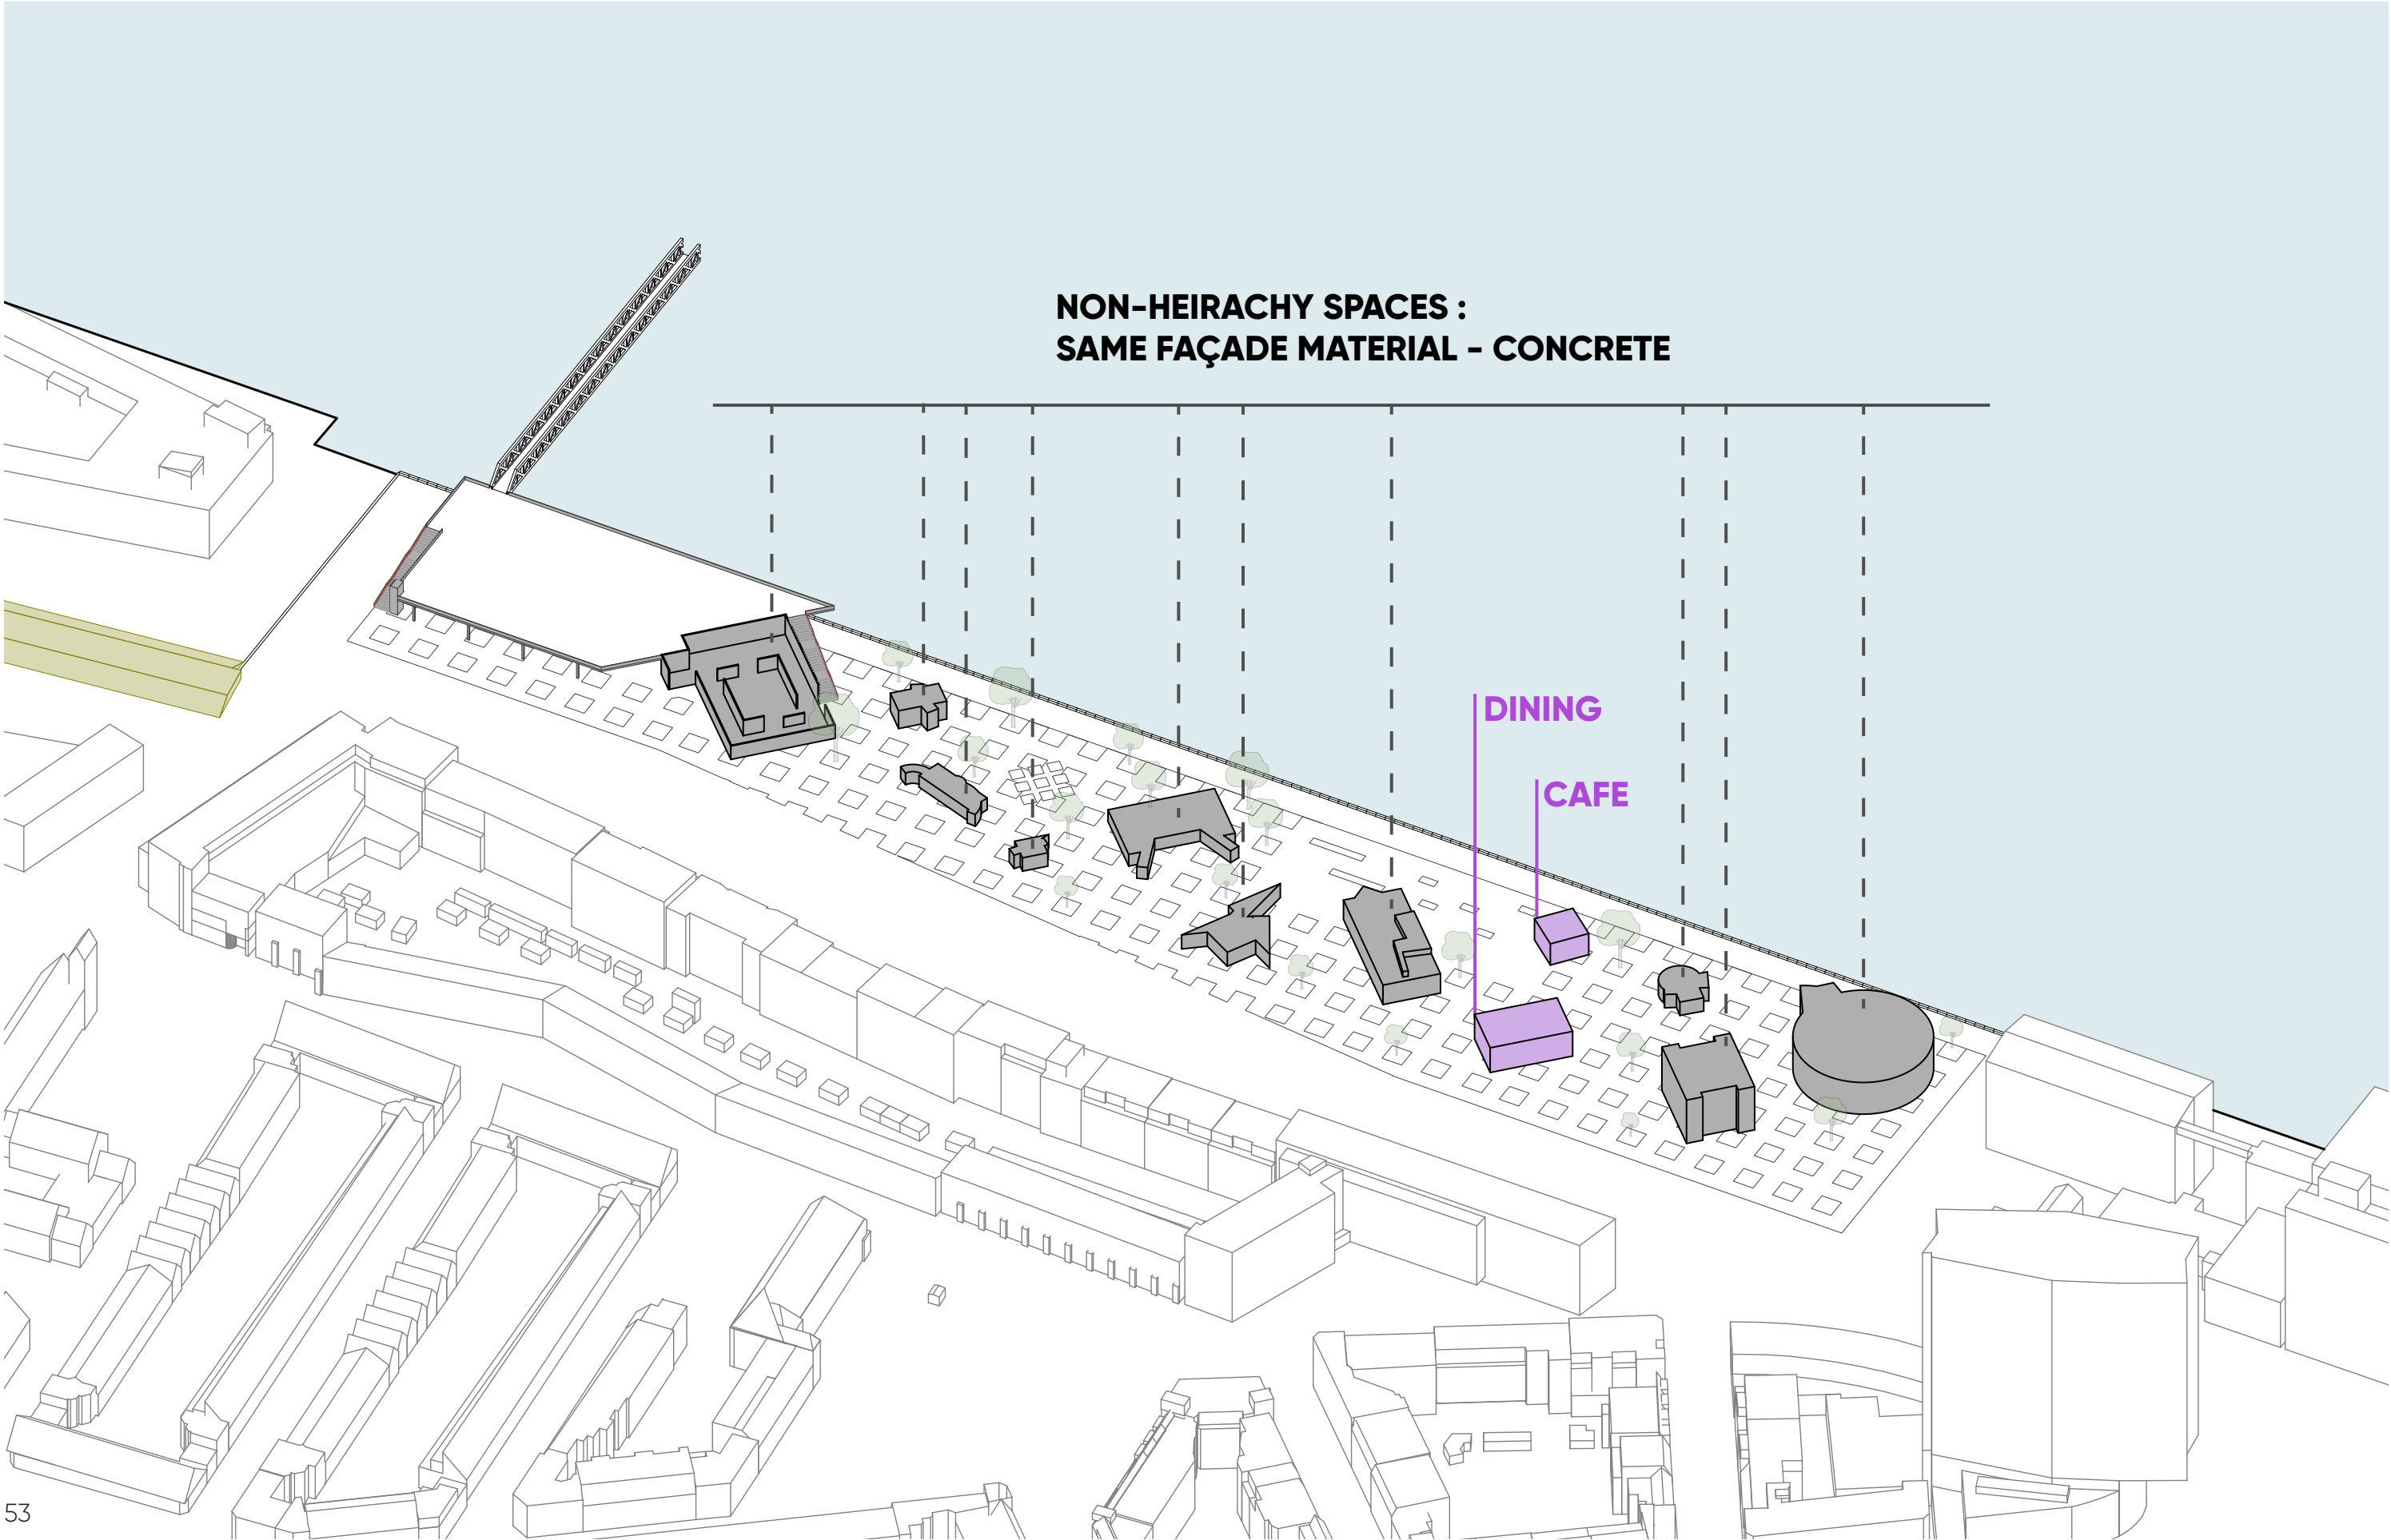 NON-HEIRACHY SPACES :
SAME FAÇADE MATERIAL - CONCRETE
DINING
CAFE
53